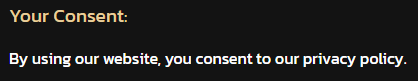 Your Consent:
By using our website, you consent to our privacy policy.